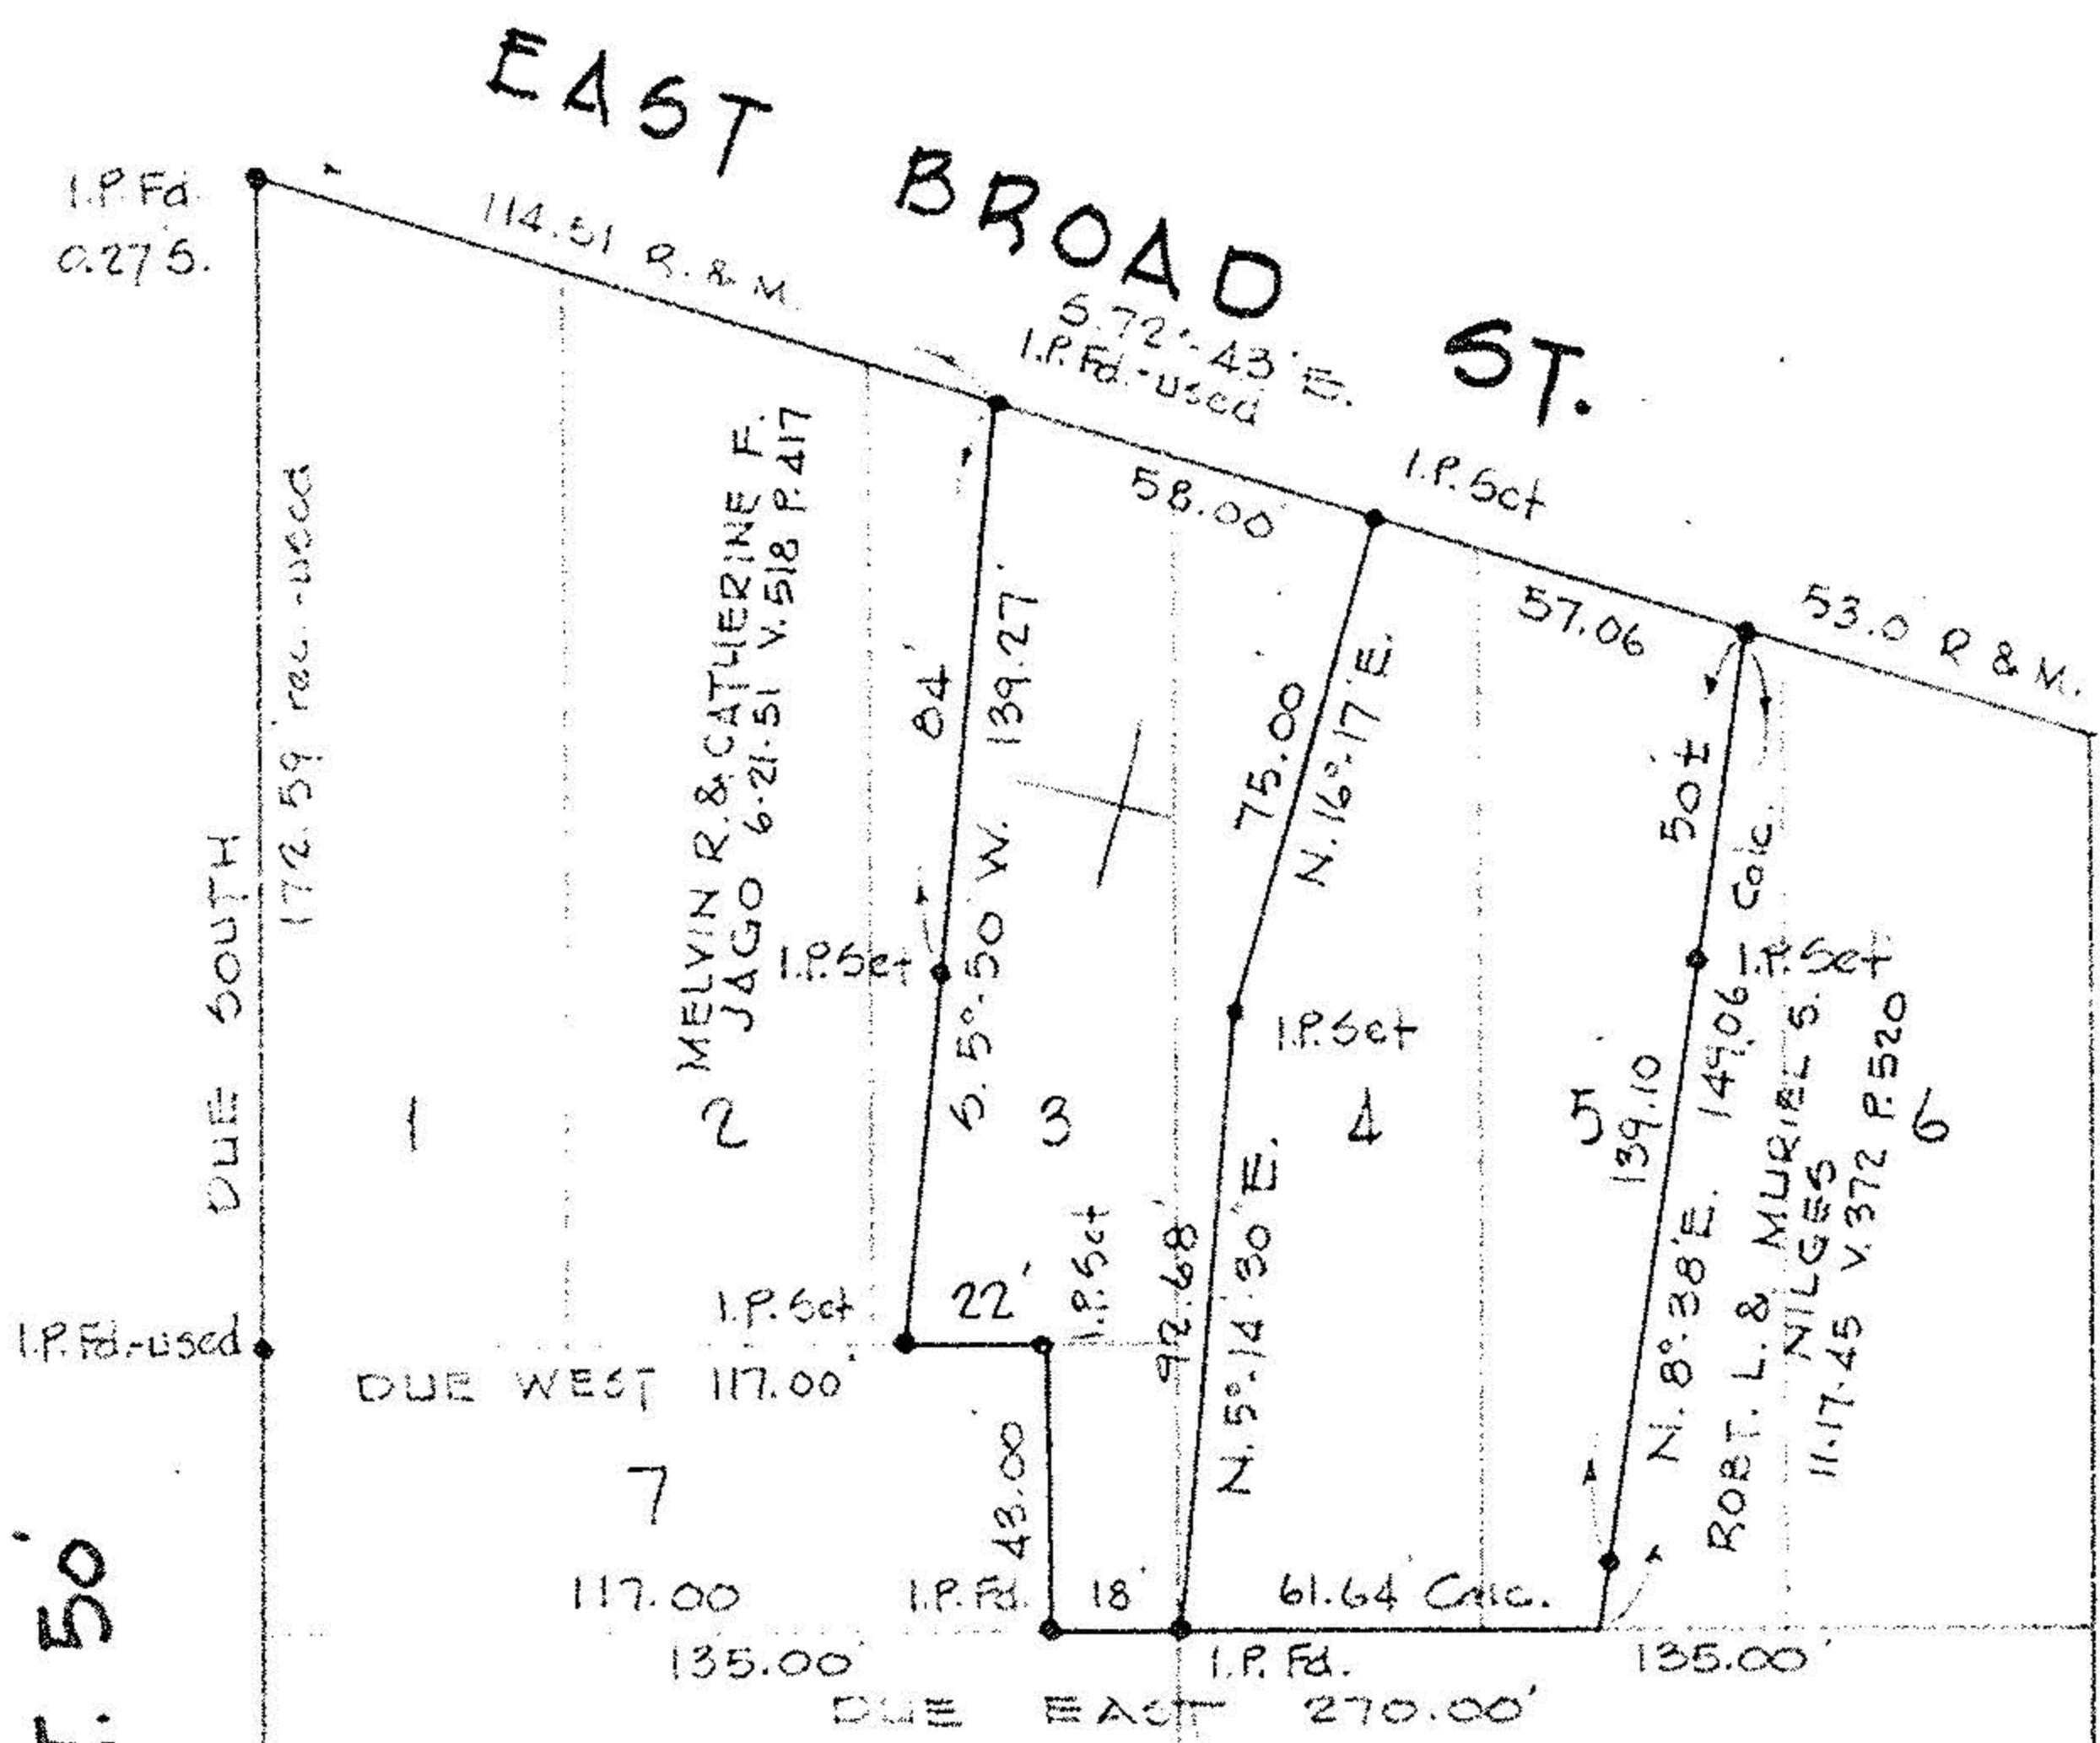 EAST BROAD ST.
I.P. Fd.
0.27 S.
114.51 R. & M.
S. 72°-43' E.
I.P. Fd.-used
I.P. Set
58.00'
57.06
53.0 R & M.
DUE SOUTH
172.59' rec.-used
MELVIN R. & CATHERINE F.
JAGO 6-21-51 V. 518 P. 417
84'
139.27'
S. 5°-50' W.
I.P. Set
75.00
N. 16°-17' E.
I.P. Set
50'±
Calc.
I.P. Set
149.06
139.10
N. 8°-38' E.
ROBT. L. & MURIEL S.
NILGES
11-17-45 V. 372 P. 520
1
2
3
4
5
6
I.P. Fd.-used
I.P. Set
22'
I.P. Set
92.68'
N. 5°-14'-30" E.
DUE WEST 117.00'
7
43.00
117.00
I.P. Fd.
18'
61.64' Calc.
135.00'
I.P. Fd.
135.00'
DUE EAST 270.00'
T. 50'